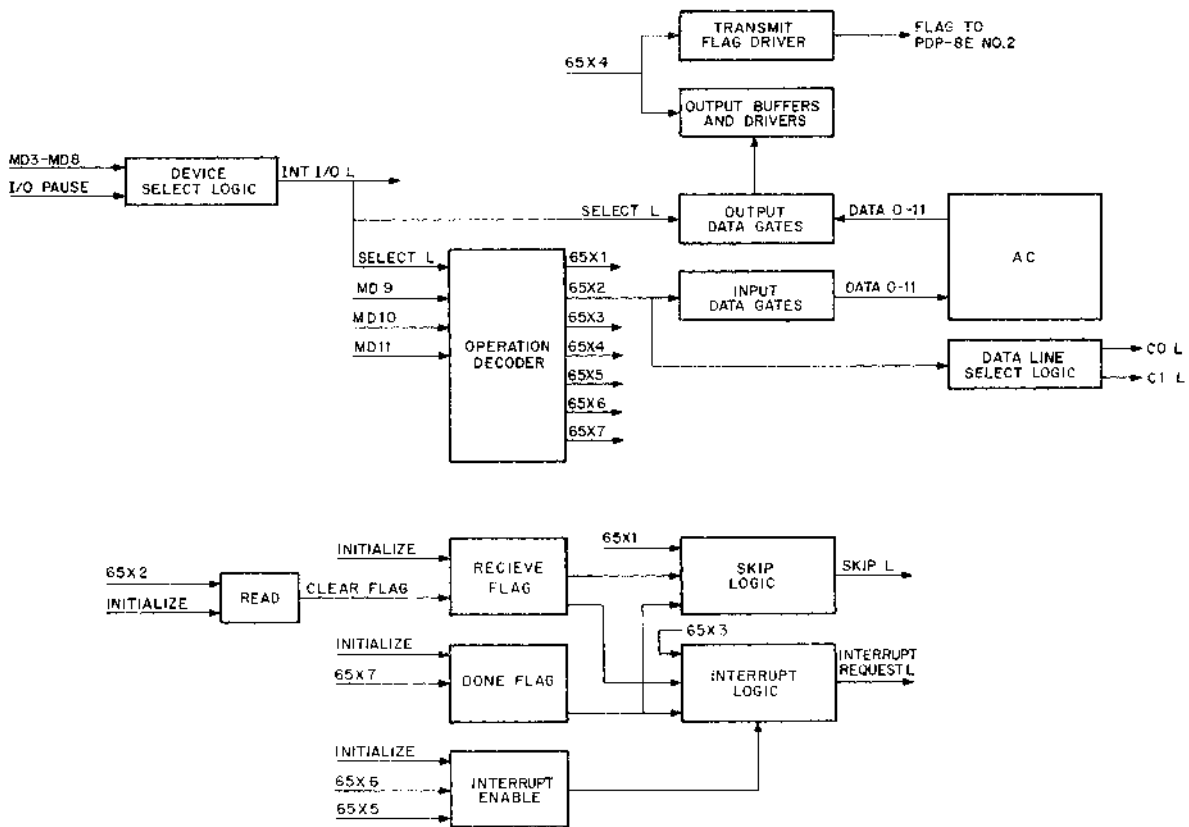 TRANSMIT
FLAG DRIVER
FLAG TO
PDP-8E NO.2
65X4
OUTPUT BUFFERS
AND DRIVERS
MD3-MD8
I/O PAUSE
DEVICE
SELECT LOGIC
INT I/O L
SELECT L
OUTPUT
DATA GATES
DATA 0-11
AC
SELECT L
MD9
MD10
MD11
OPERATION
DECODER
65X1
65X2
65X3
65X4
65X5
65X6
65X7
INPUT
DATA GATES
DATA 0-11
DATA LINE
SELECT LOGIC
C0 L
C1 L
65X2
INITIALIZE
READ
CLEAR FLAG
INITIALIZE
RECIEVE
FLAG
65X1
SKIP
LOGIC
SKIP L
INITIALIZE
65X7
DONE FLAG
65X3
INTERRUPT
LOGIC
INTERRUPT
REQUEST L
INITIALIZE
65X6
65X5
INTERRUPT
ENABLE